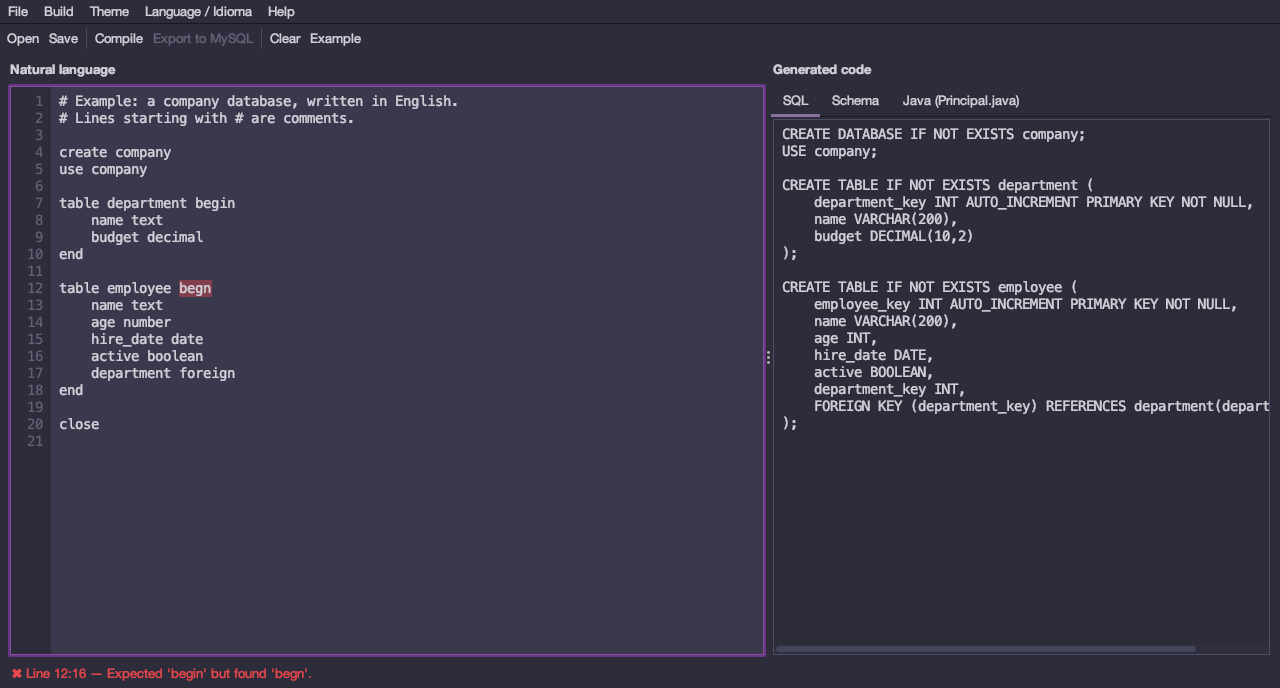 File Build Theme Language / Idioma Help
Open Save Compile Export to MySQL Clear Example
Natural language
1 # Example: a company database, written in English.
2 # Lines starting with # are comments.
3
4 create company
5 use company
6
7 table department begin
8     name text
9     budget decimal
10 end
11
12 table employee begn
13     name text
14     age number
15     hire_date date
16     active boolean
17     department foreign
18 end
19
20 close
21
Generated code
SQL Schema Java (Principal.java)
CREATE DATABASE IF NOT EXISTS company;
USE company;
CREATE TABLE IF NOT EXISTS department (
    department_key INT AUTO_INCREMENT PRIMARY KEY NOT NULL,
    name VARCHAR(200),
    budget DECIMAL(10,2)
);
CREATE TABLE IF NOT EXISTS employee (
    employee_key INT AUTO_INCREMENT PRIMARY KEY NOT NULL,
    name VARCHAR(200),
    age INT,
    hire_date DATE,
    active BOOLEAN,
    department_key INT,
    FOREIGN KEY (department_key) REFERENCES department(depart
);
✖ Line 12:16 — Expected 'begin' but found 'begn'.